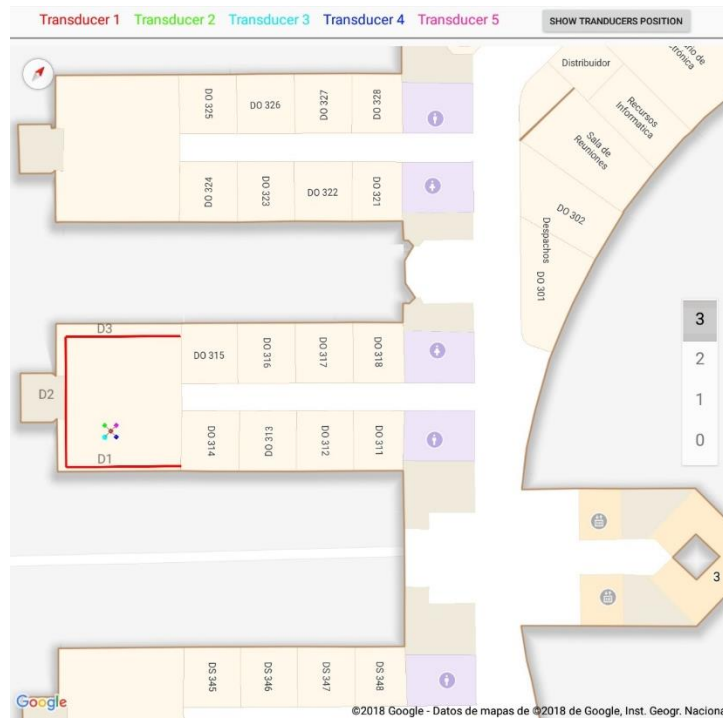 Transducer 1 Transducer 2 Transducer 3 Transducer 4 Transducer 5 SHOW TRANDUCERS POSITION
Distribuidor
Recursos
Informatica
Sala de
Reuniones
DO 325 DO 326 DO 327 DO 328
DO 324 DO 323 DO 322 DO 321
DO 302
Despachos
DO 301
D3
DO 315 DO 316 DO 317 DO 318
3
2
1
0
D2
D1
DO 314 DO 313 DO 312 DO 311
3
DS 345 DS 346 DS 347 DS 348
Google
©2018 Google - Datos de mapas de ©2018 de Google, Inst. Geogr. Naciona